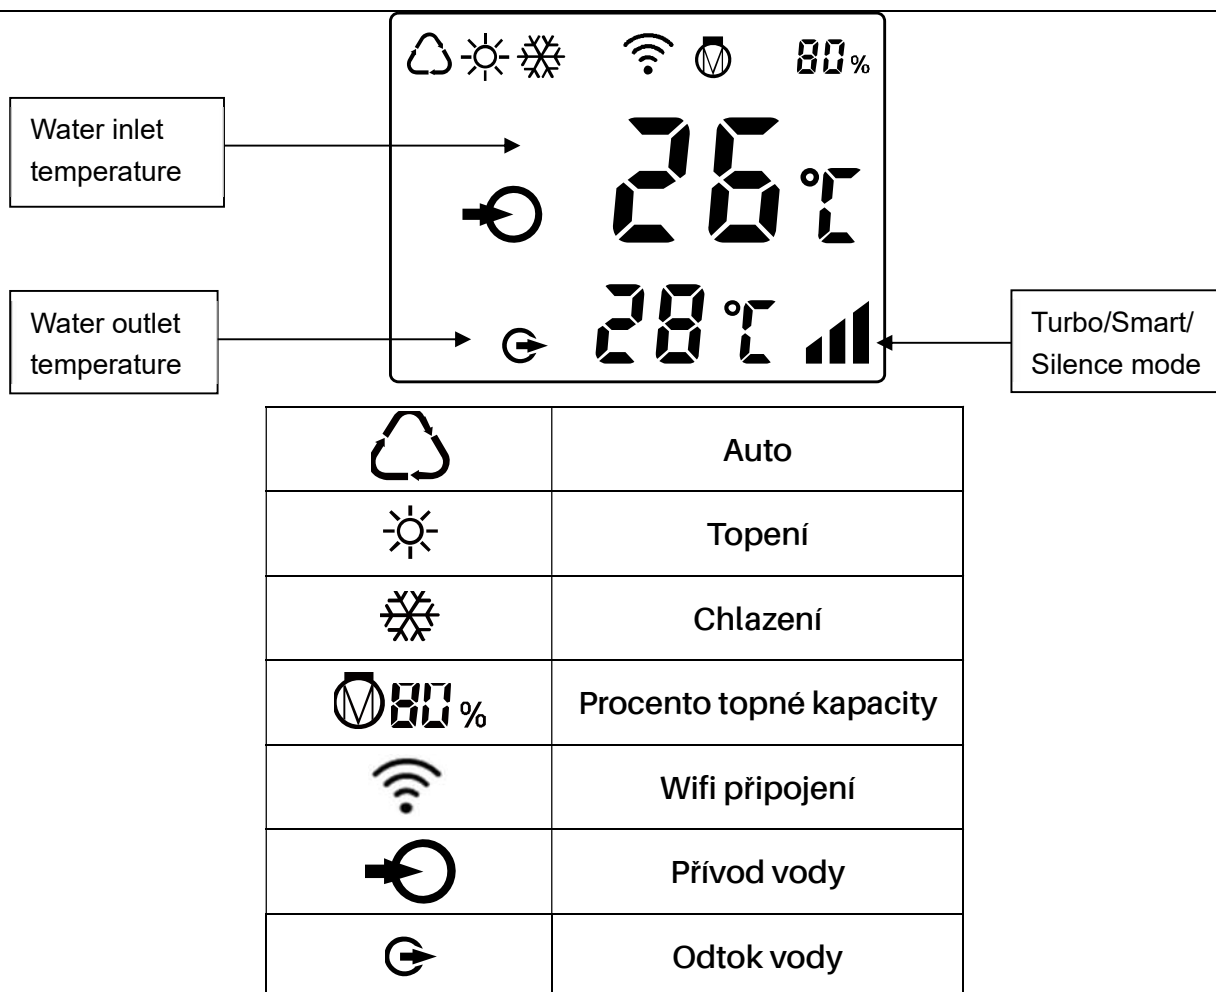 80%
Water inlet
temperature
26°C
Water outlet
temperature
28°C
Turbo/Smart/
Silence mode
Auto
Topení
Chlazení
M 80% Procento topné kapacity
Wifi připojení
Přívod vody
Odtok vody